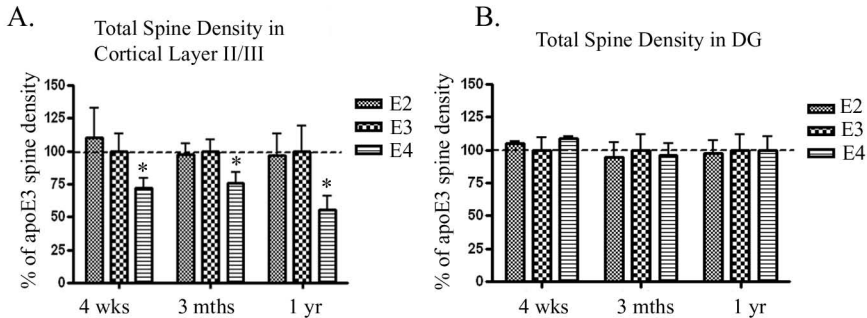 A.
Total Spine Density in
Cortical Layer II/III
% of apoE3 spine density
150
125
100
75
50
25
0
* * *
4 wks 3 mths 1 yr
E2
E3
E4
B.
Total Spine Density in DG
% of apoE3 spine density
150
125
100
75
50
25
0
4 wks 3 mths 1 yr
E2
E3
E4